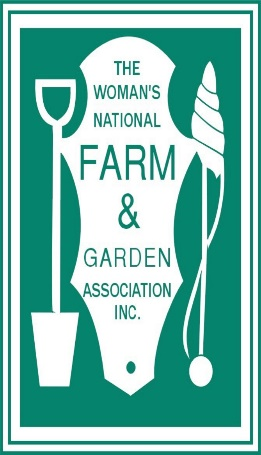 THE
WOMAN'S
NATIONAL
FARM
&
GARDEN
ASSOCIATION
INC.